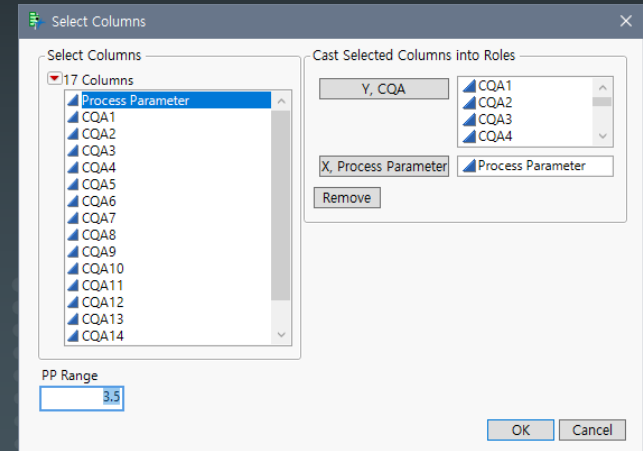 Select Columns
Select Columns
17 Columns
Process Parameter
CQA1
CQA2
CQA3
CQA4
CQA5
CQA6
CQA7
CQA8
CQA9
CQA10
CQA11
CQA12
CQA13
CQA14
PP Range
3.5
Cast Selected Columns into Roles
Y, CQA
CQA1
CQA2
CQA3
CQA4
X, Process Parameter
Process Parameter
Remove
OK
Cancel